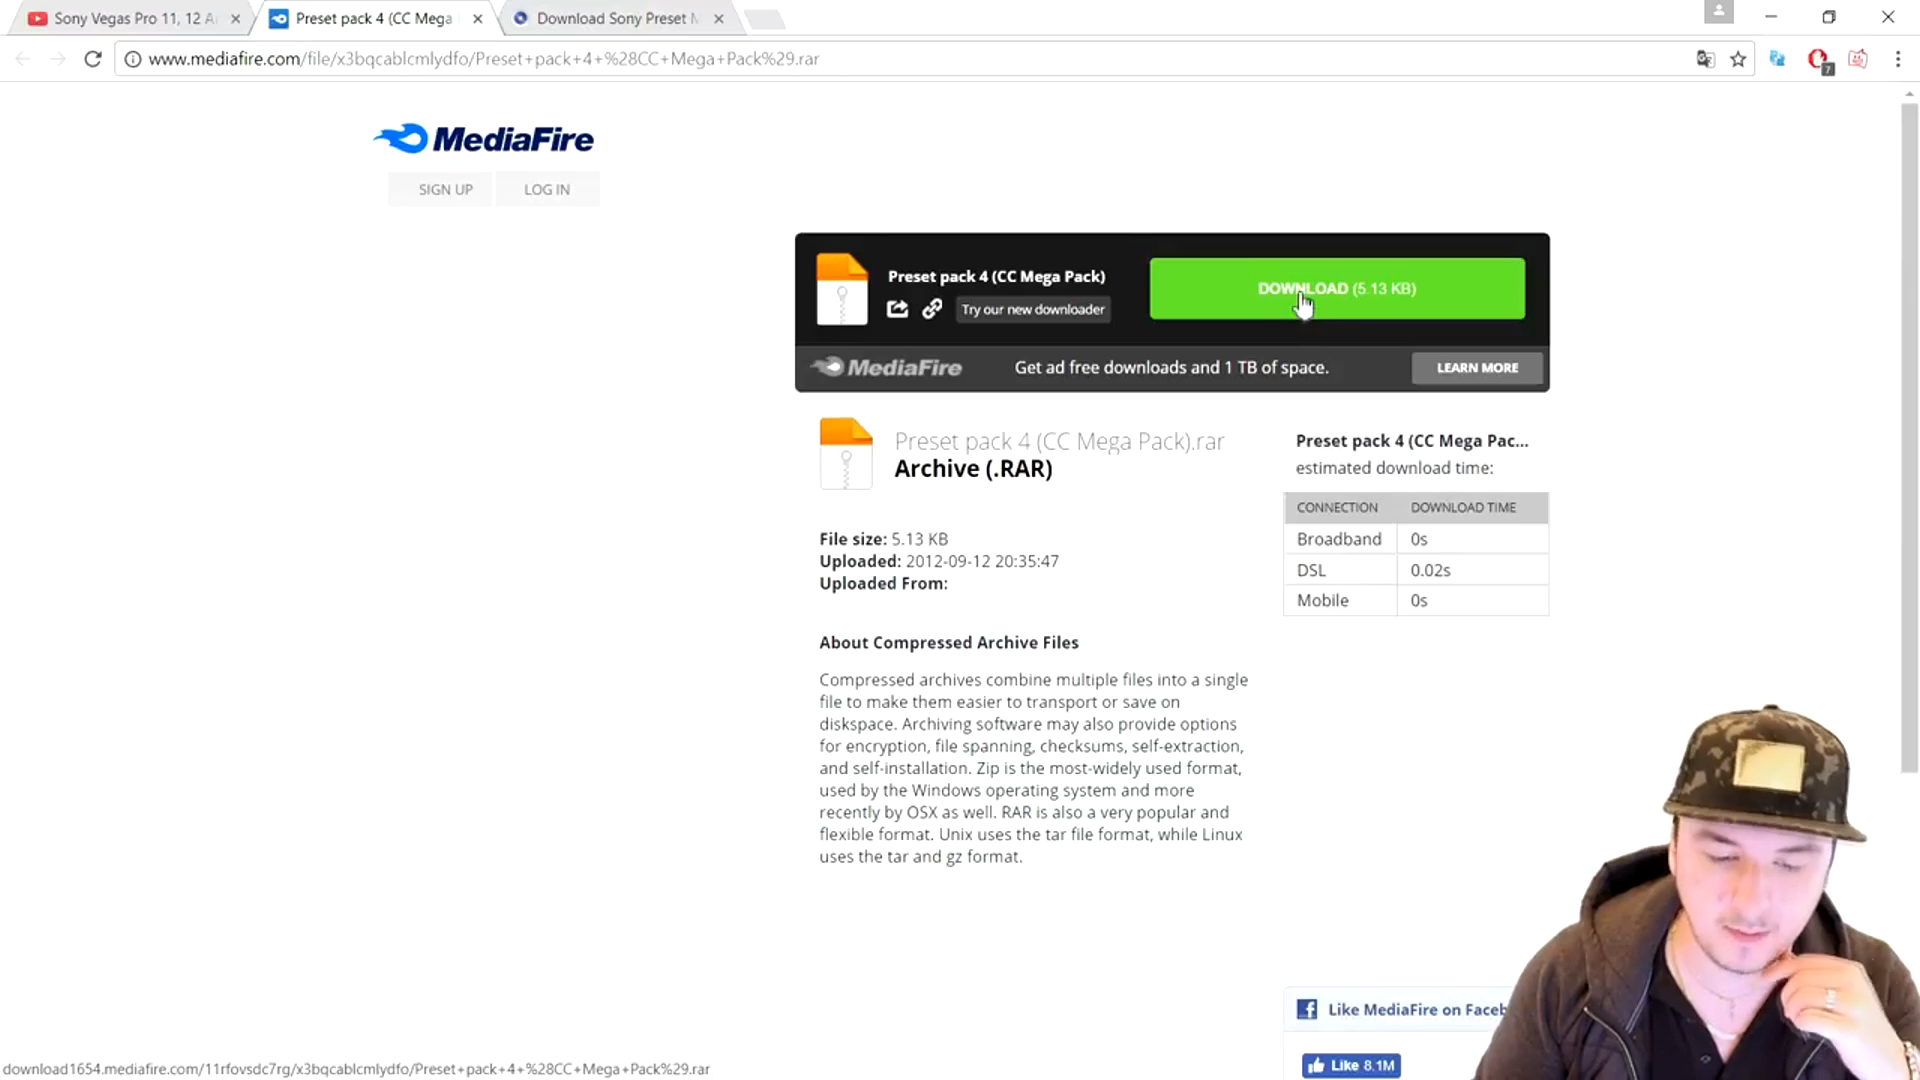 Sony Vegas Pro 11, 12 A
Preset pack 4 (CC Mega
Download Sony Preset M
www.mediafire.com/file/x3bqcablcmlydfo/Preset+pack+4+%28CC+Mega+Pack%29.rar
7
MediaFire
SIGN UP
LOG IN
Preset pack 4 (CC Mega Pack)
Try our new downloader
DOWNLOAD (5.13 KB)
MediaFire
Get ad free downloads and 1 TB of space.
LEARN MORE
Preset pack 4 (CC Mega Pack).rar
Archive (.RAR)
File size: 5.13 KB
Uploaded: 2012-09-12 20:35:47
Uploaded From:
Preset pack 4 (CC Mega Pac...
estimated download time:
CONNECTION DOWNLOAD TIME
Broadband 0s
DSL 0.02s
Mobile 0s
About Compressed Archive Files
Compressed archives combine multiple files into a single
file to make them easier to transport or save on
diskspace. Archiving software may also provide options
for encryption, file spanning, checksums, self-extraction,
and self-installation. Zip is the most-widely used format,
used by the Windows operating system and more
recently by OSX as well. RAR is also a very popular and
flexible format. Unix uses the tar file format, while Linux
uses the tar and gz format.
Like MediaFire on Faceb
Like 8.1M
download1654.mediafire.com/11rfovsdc7rg/x3bqcablcmlydfo/Preset+pack+4+%28CC+Mega+Pack%29.rar